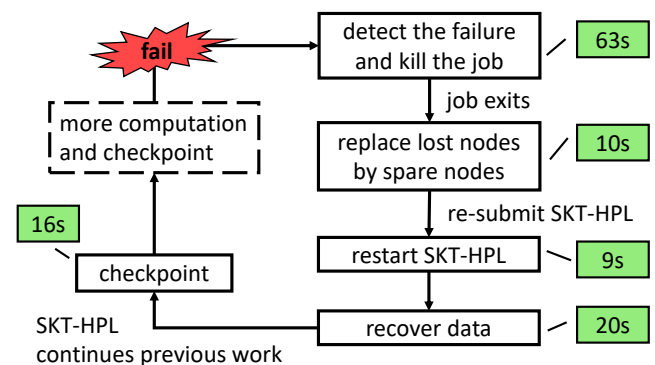 fail
detect the failure
and kill the job
63s
job exits
more computation
and checkpoint
replace lost nodes
by spare nodes
10s
re-submit SKT-HPL
16s
checkpoint
restart SKT-HPL
9s
SKT-HPL
continues previous work
recover data
20s